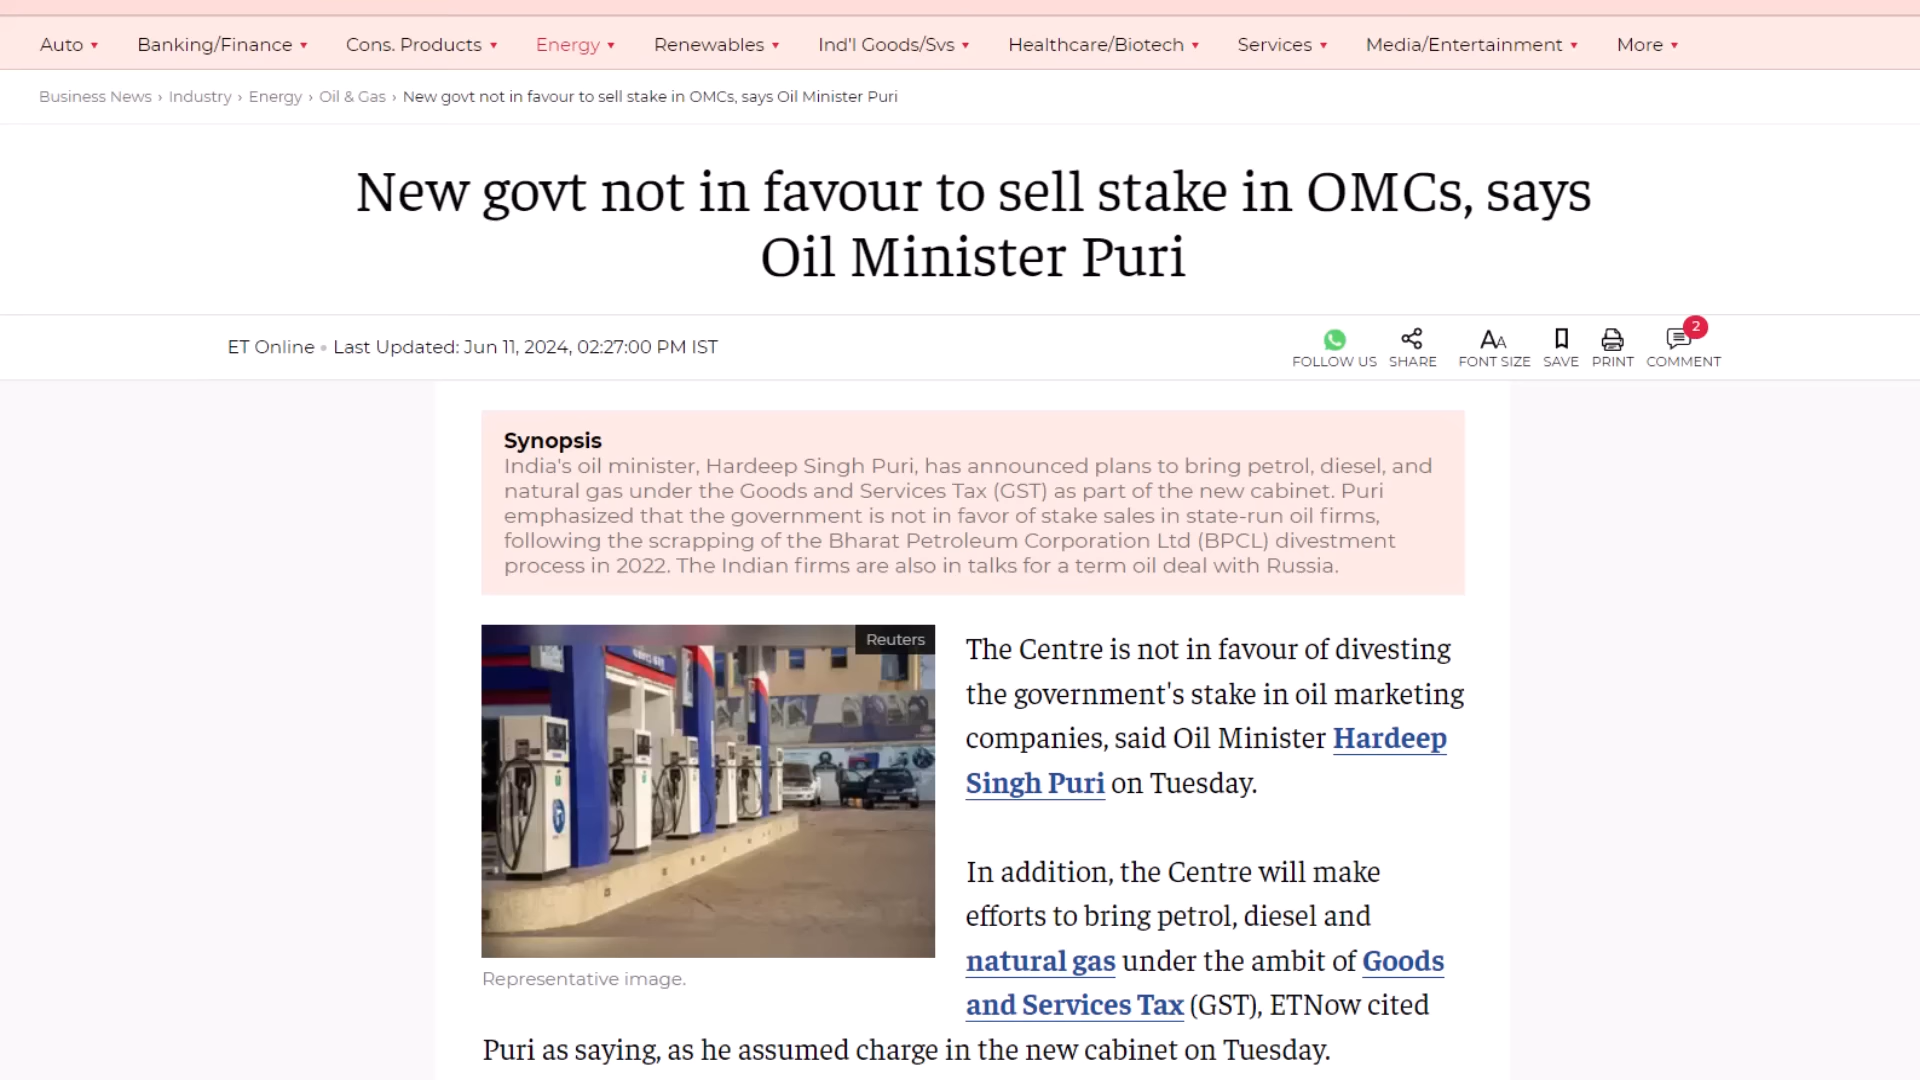 Auto Banking/Finance Cons. Products Energy Renewables Ind'l Goods/Svs Healthcare/Biotech Services Media/Entertainment More
Business News › Industry › Energy › Oil & Gas › New govt not in favour to sell stake in OMCs, says Oil Minister Puri
New govt not in favour to sell stake in OMCs, says
Oil Minister Puri
ET Online • Last Updated: Jun 11, 2024, 02:27:00 PM IST
2
FOLLOW US SHARE FONT SIZE SAVE PRINT COMMENT
Synopsis
India's oil minister, Hardeep Singh Puri, has announced plans to bring petrol, diesel, and
natural gas under the Goods and Services Tax (GST) as part of the new cabinet. Puri
emphasized that the government is not in favor of stake sales in state-run oil firms,
following the scrapping of the Bharat Petroleum Corporation Ltd (BPCL) divestment
process in 2022. The Indian firms are also in talks for a term oil deal with Russia.
Reuters
Representative image.
The Centre is not in favour of divesting
the government's stake in oil marketing
companies, said Oil Minister Hardeep
Singh Puri on Tuesday.
In addition, the Centre will make
efforts to bring petrol, diesel and
natural gas under the ambit of Goods
and Services Tax (GST), ETNow cited
Puri as saying, as he assumed charge in the new cabinet on Tuesday.